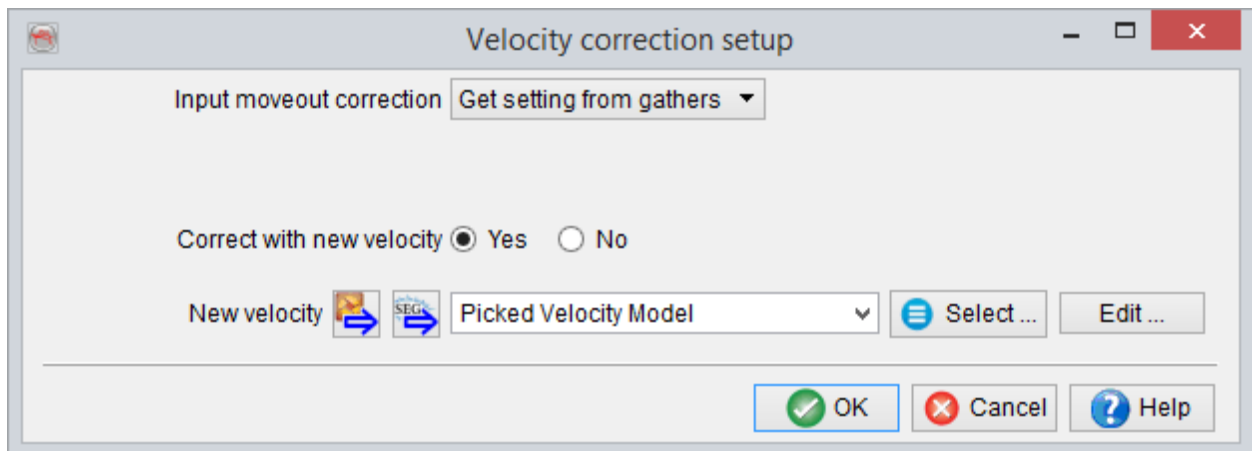 Velocity correction setup
Input moveout correction Get setting from gathers
Correct with new velocity Yes No
New velocity SEG Picked Velocity Model Select ... Edit ...
OK Cancel Help